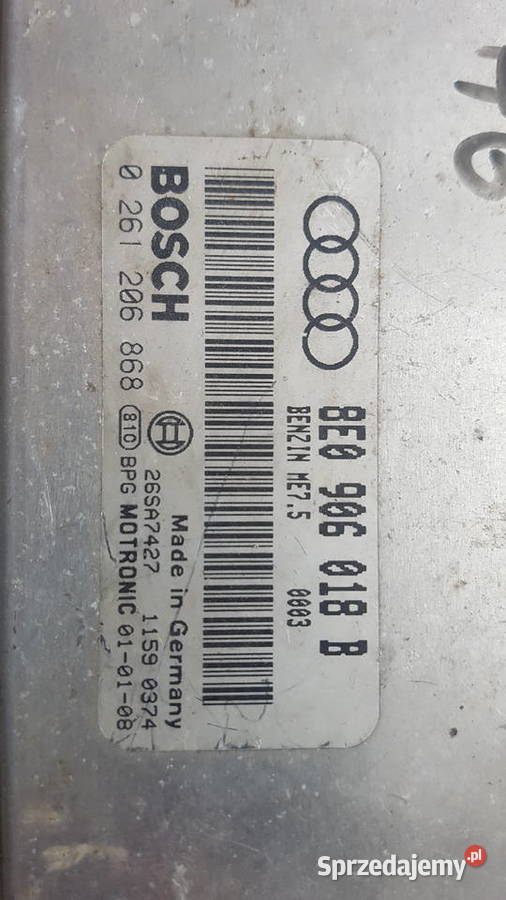 8E0 906 018 B
BENZIN ME7.5 0003
BOSCH
0 261 206 868
Made in Germany
26SA7427 1159 0374
810 BPG MOTRONIC 01-01-08
Sprzedajemy.pl